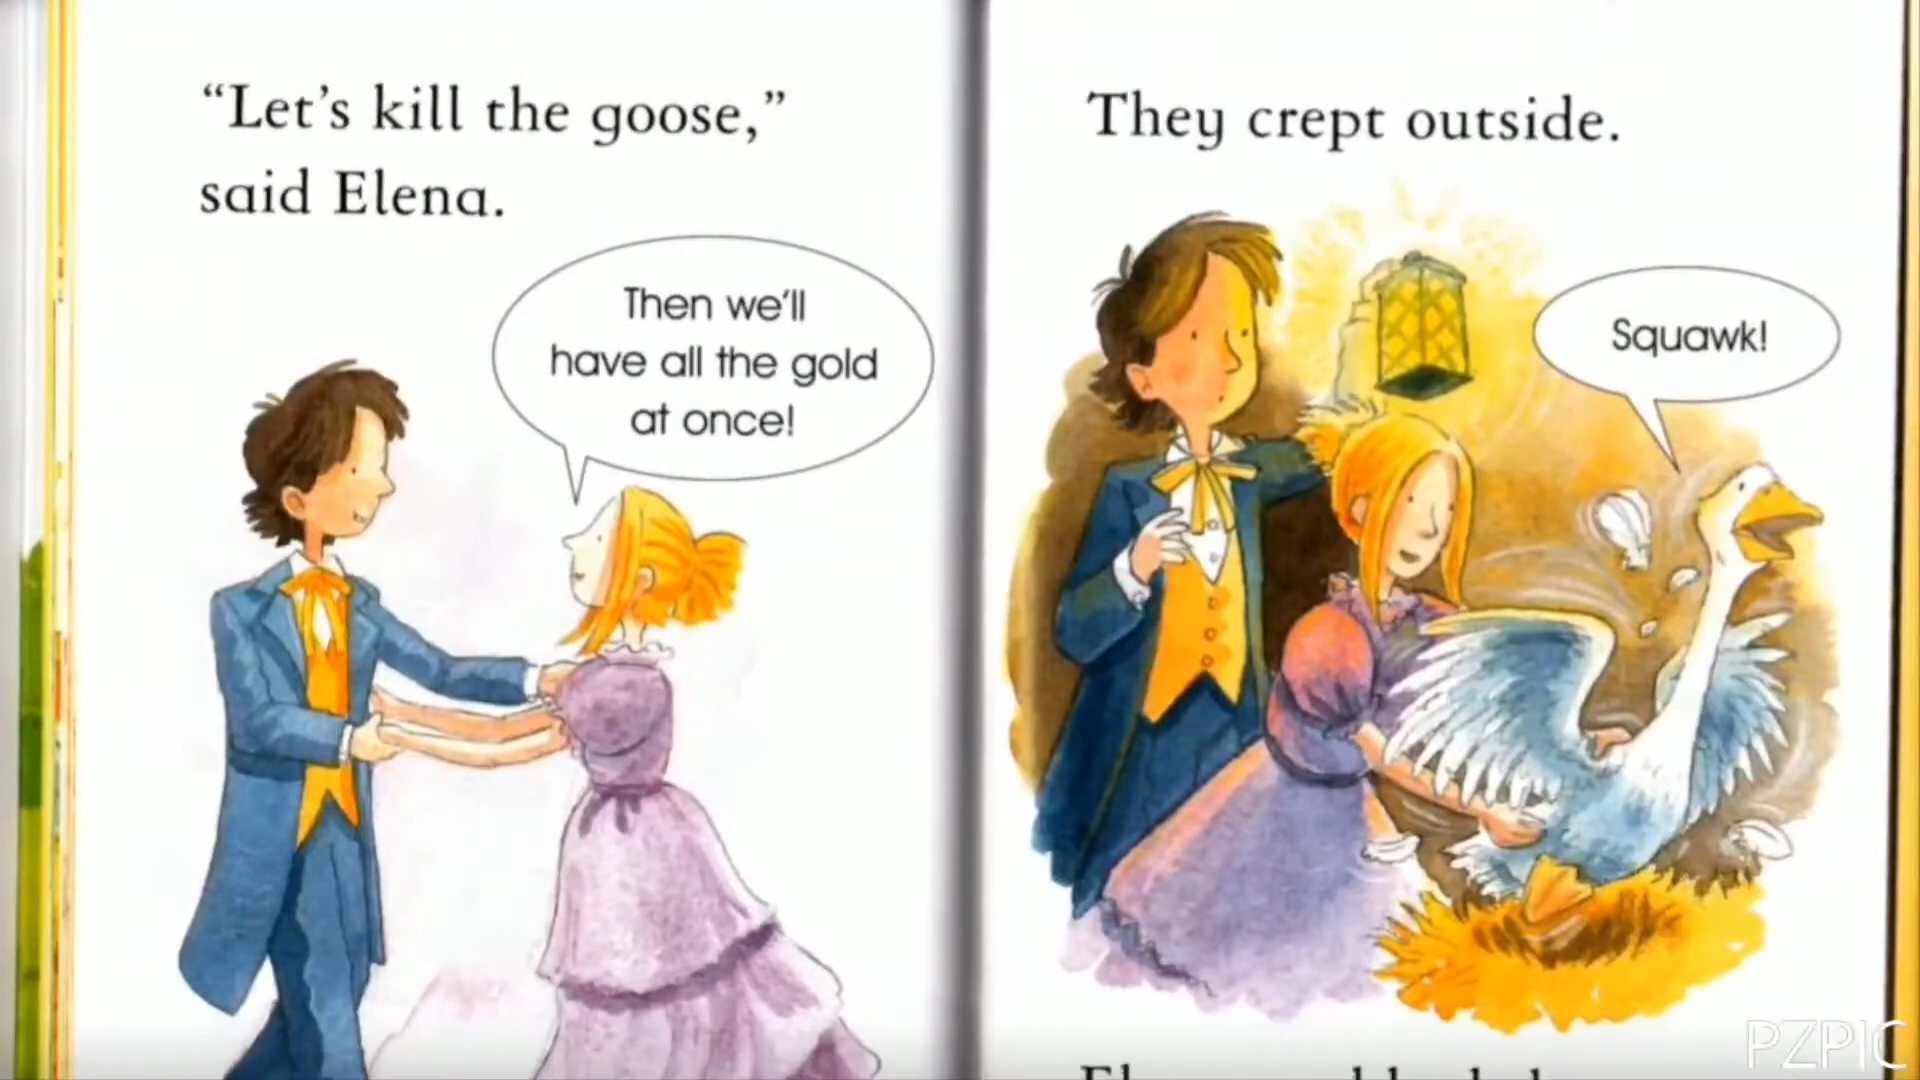 “Let’s kill the goose,”
said Elena.
Then we’ll
have all the gold
at once!
They crept outside.
Squawk!
PZPIC